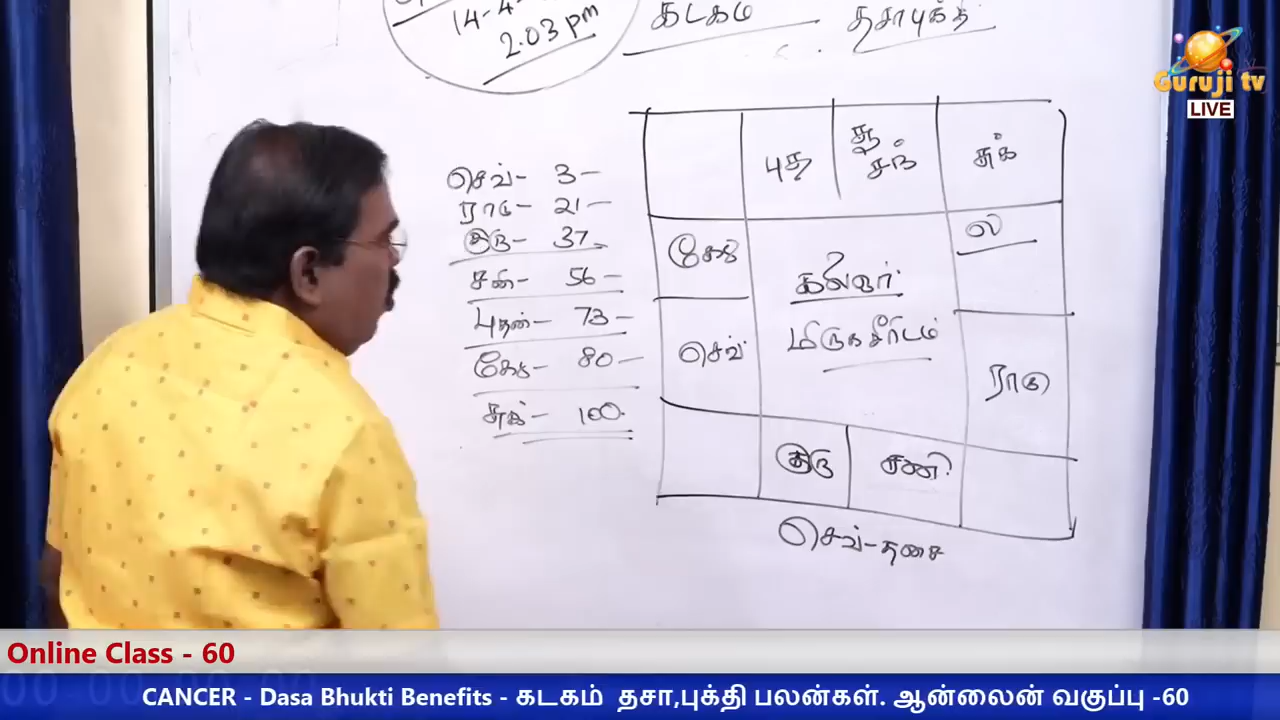 14-4-
2.03 pm
கடகம்
தசாபுக்தி
Guruji tv
LIVE
செவ்- 3-
ராகு- 21-
குரு- 37-
சனி- 56-
புதன்- 73-
கேது- 80-
சுக்- 100.
புத
சூ
சந்
சுக்
கேது
ல
செவ்
மிருகசீரிடம்
ராகு
குரு
சனி
செவ்-தசை
Online Class - 60
CANCER - Dasa Bhukti Benefits - கடகம் தசா,புக்தி பலன்கள். ஆன்லைன் வகுப்பு -60